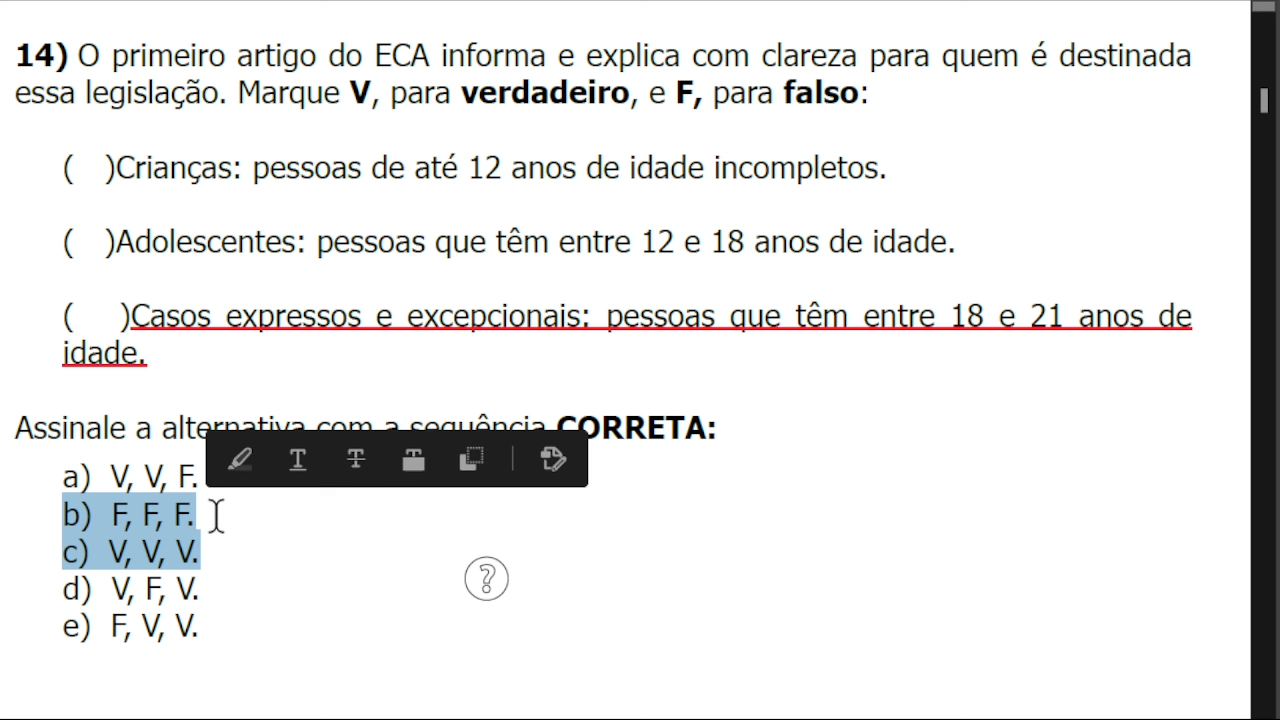 14) O primeiro artigo do ECA informa e explica com clareza para quem é destinada
essa legislação. Marque V, para verdadeiro, e F, para falso:
( )Crianças: pessoas de até 12 anos de idade incompletos.
( )Adolescentes: pessoas que têm entre 12 e 18 anos de idade.
( )Casos expressos e excepcionais: pessoas que têm entre 18 e 21 anos de
idade.
Assinale a alternativa com a sequência CORRETA:
a) V, V, F.
b) F, F, F.
c) V, V, V.
d) V, F, V.
e) F, V, V.